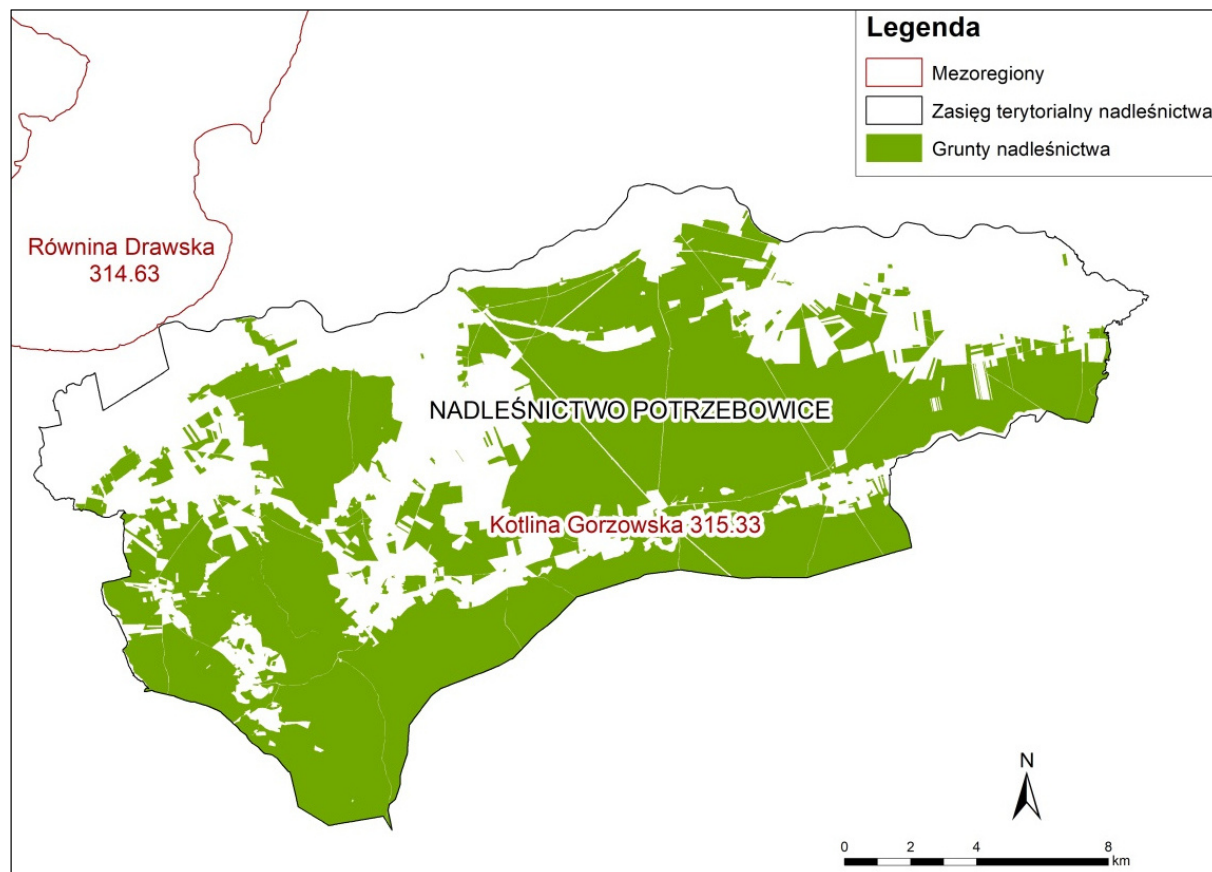 Legenda
Mezoregiony
Zasięg terytorialny nadleśnictwa
Grunty nadleśnictwa
Równina Drawska
314.63
NADLEŚNICTWO POTRZEBOWICE
Kotlina Gorzowska 315.33
N
0 2 4 8
km